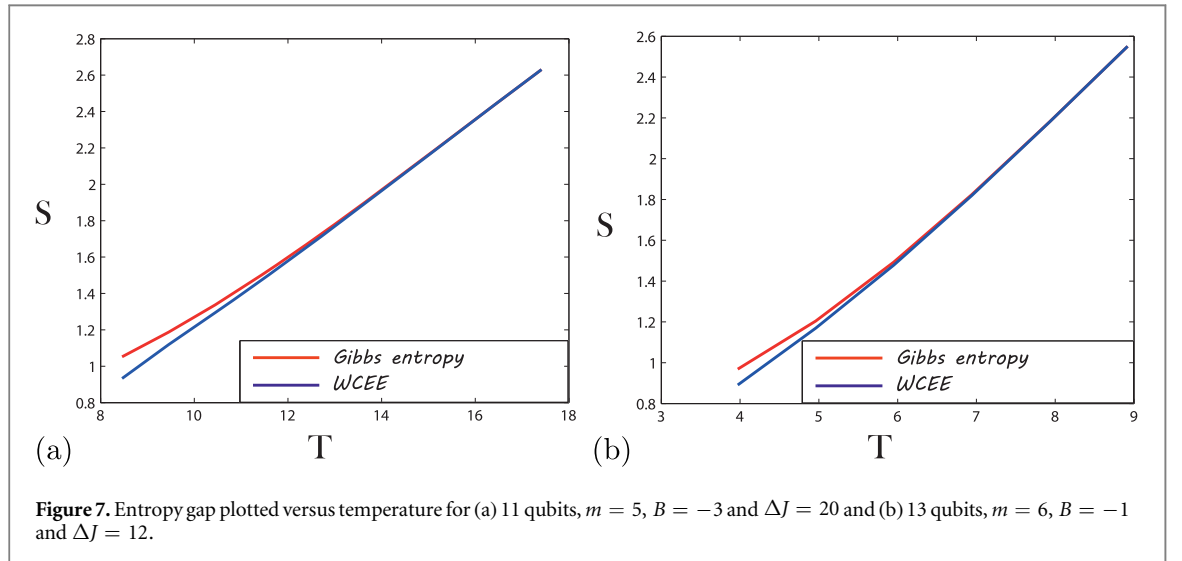 2.8
2.6
2.4
2.2
2
1.8
1.6
1.4
1.2
1
0.8
S
8 10 12 14 16 18
Gibbs entropy
WCEE
(a)
T
2.6
2.4
2.2
2
1.8
1.6
1.4
1.2
1
0.8
S
3 4 5 6 7 8 9
Gibbs entropy
WCEE
(b)
T
Figure 7. Entropy gap plotted versus temperature for (a) 11 qubits, m = 5, B = −3 and ΔJ = 20 and (b) 13 qubits, m = 6, B = −1
and ΔJ = 12.